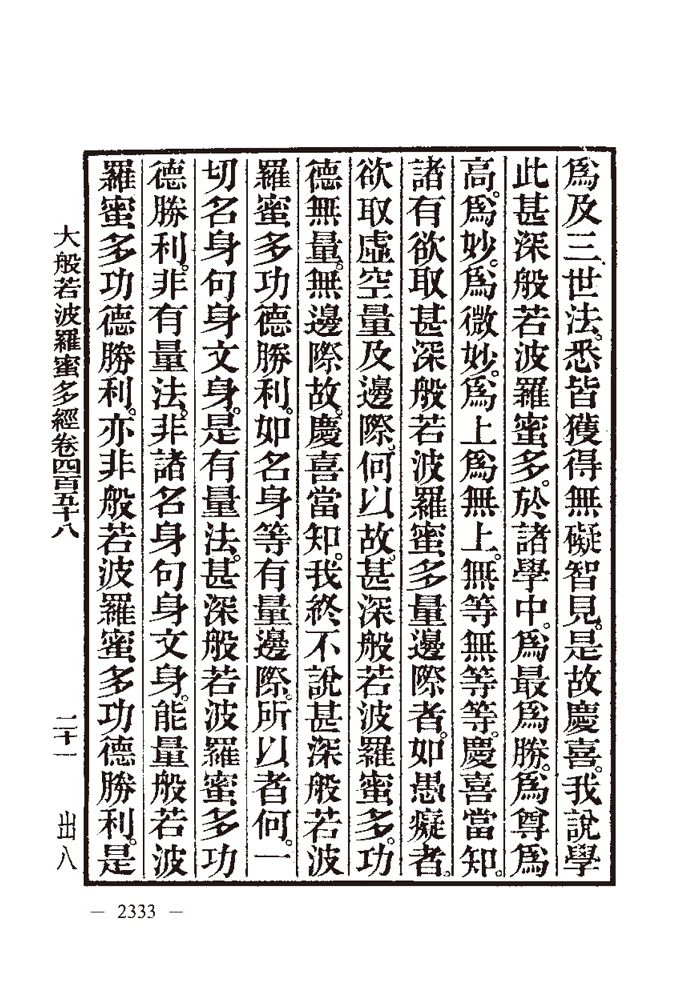 爲及三世法。悉皆獲得無礙智見。是故慶喜。我說學
此甚深般若波羅蜜多。於諸學中。爲最爲勝。爲尊爲
高。爲妙。爲微妙。爲上爲無上。無等無等等。慶喜當知。
諸有欲取甚深般若波羅蜜多量邊際者。如愚癡者。
欲取虛空量及邊際。何以故。甚深般若波羅蜜多。功
德無量。無邊際故。慶喜當知。我終不說甚深般若波
羅蜜多功德勝利。如名身等有量邊際。所以者何。一
切名身句身文身。是有量法。甚深般若波羅蜜多功
德勝利。非有量法。非諸名身句身文身。能量般若波
羅蜜多功德勝利。亦非般若波羅蜜多功德勝利。是
大般若波羅蜜多經卷四百五十八 二十一 出八
— 2333 —